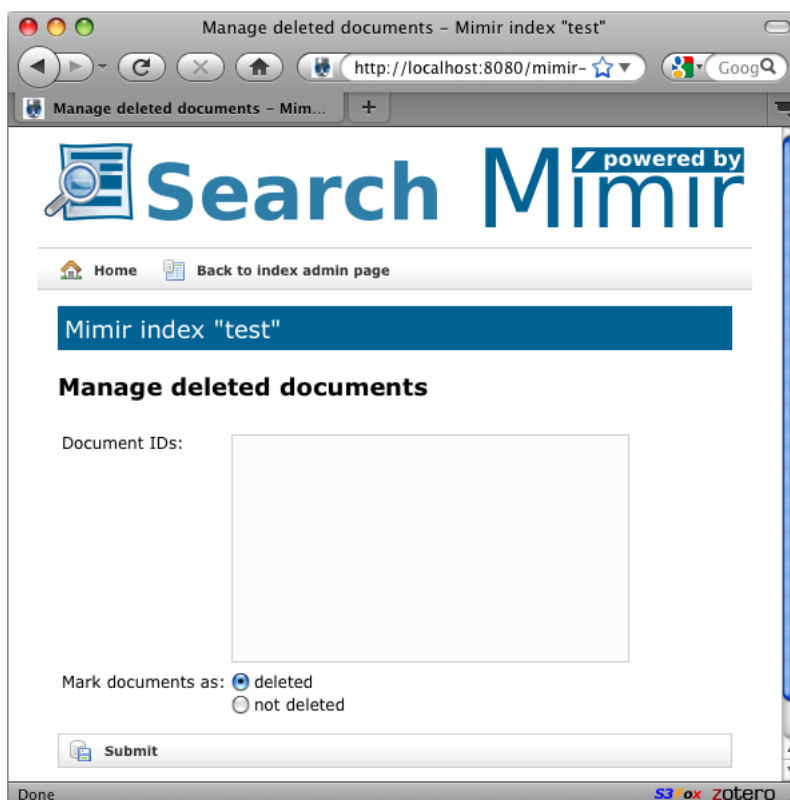 Manage deleted documents – Mimir index "test"
http://localhost:8080/mimir-
Goog
Manage deleted documents – Mim...
+
Search Mimir powered by
Home Back to index admin page
Mimir index "test"
Manage deleted documents
Document IDs:
Mark documents as: deleted
not deleted
Submit
Done S3Fox zotero